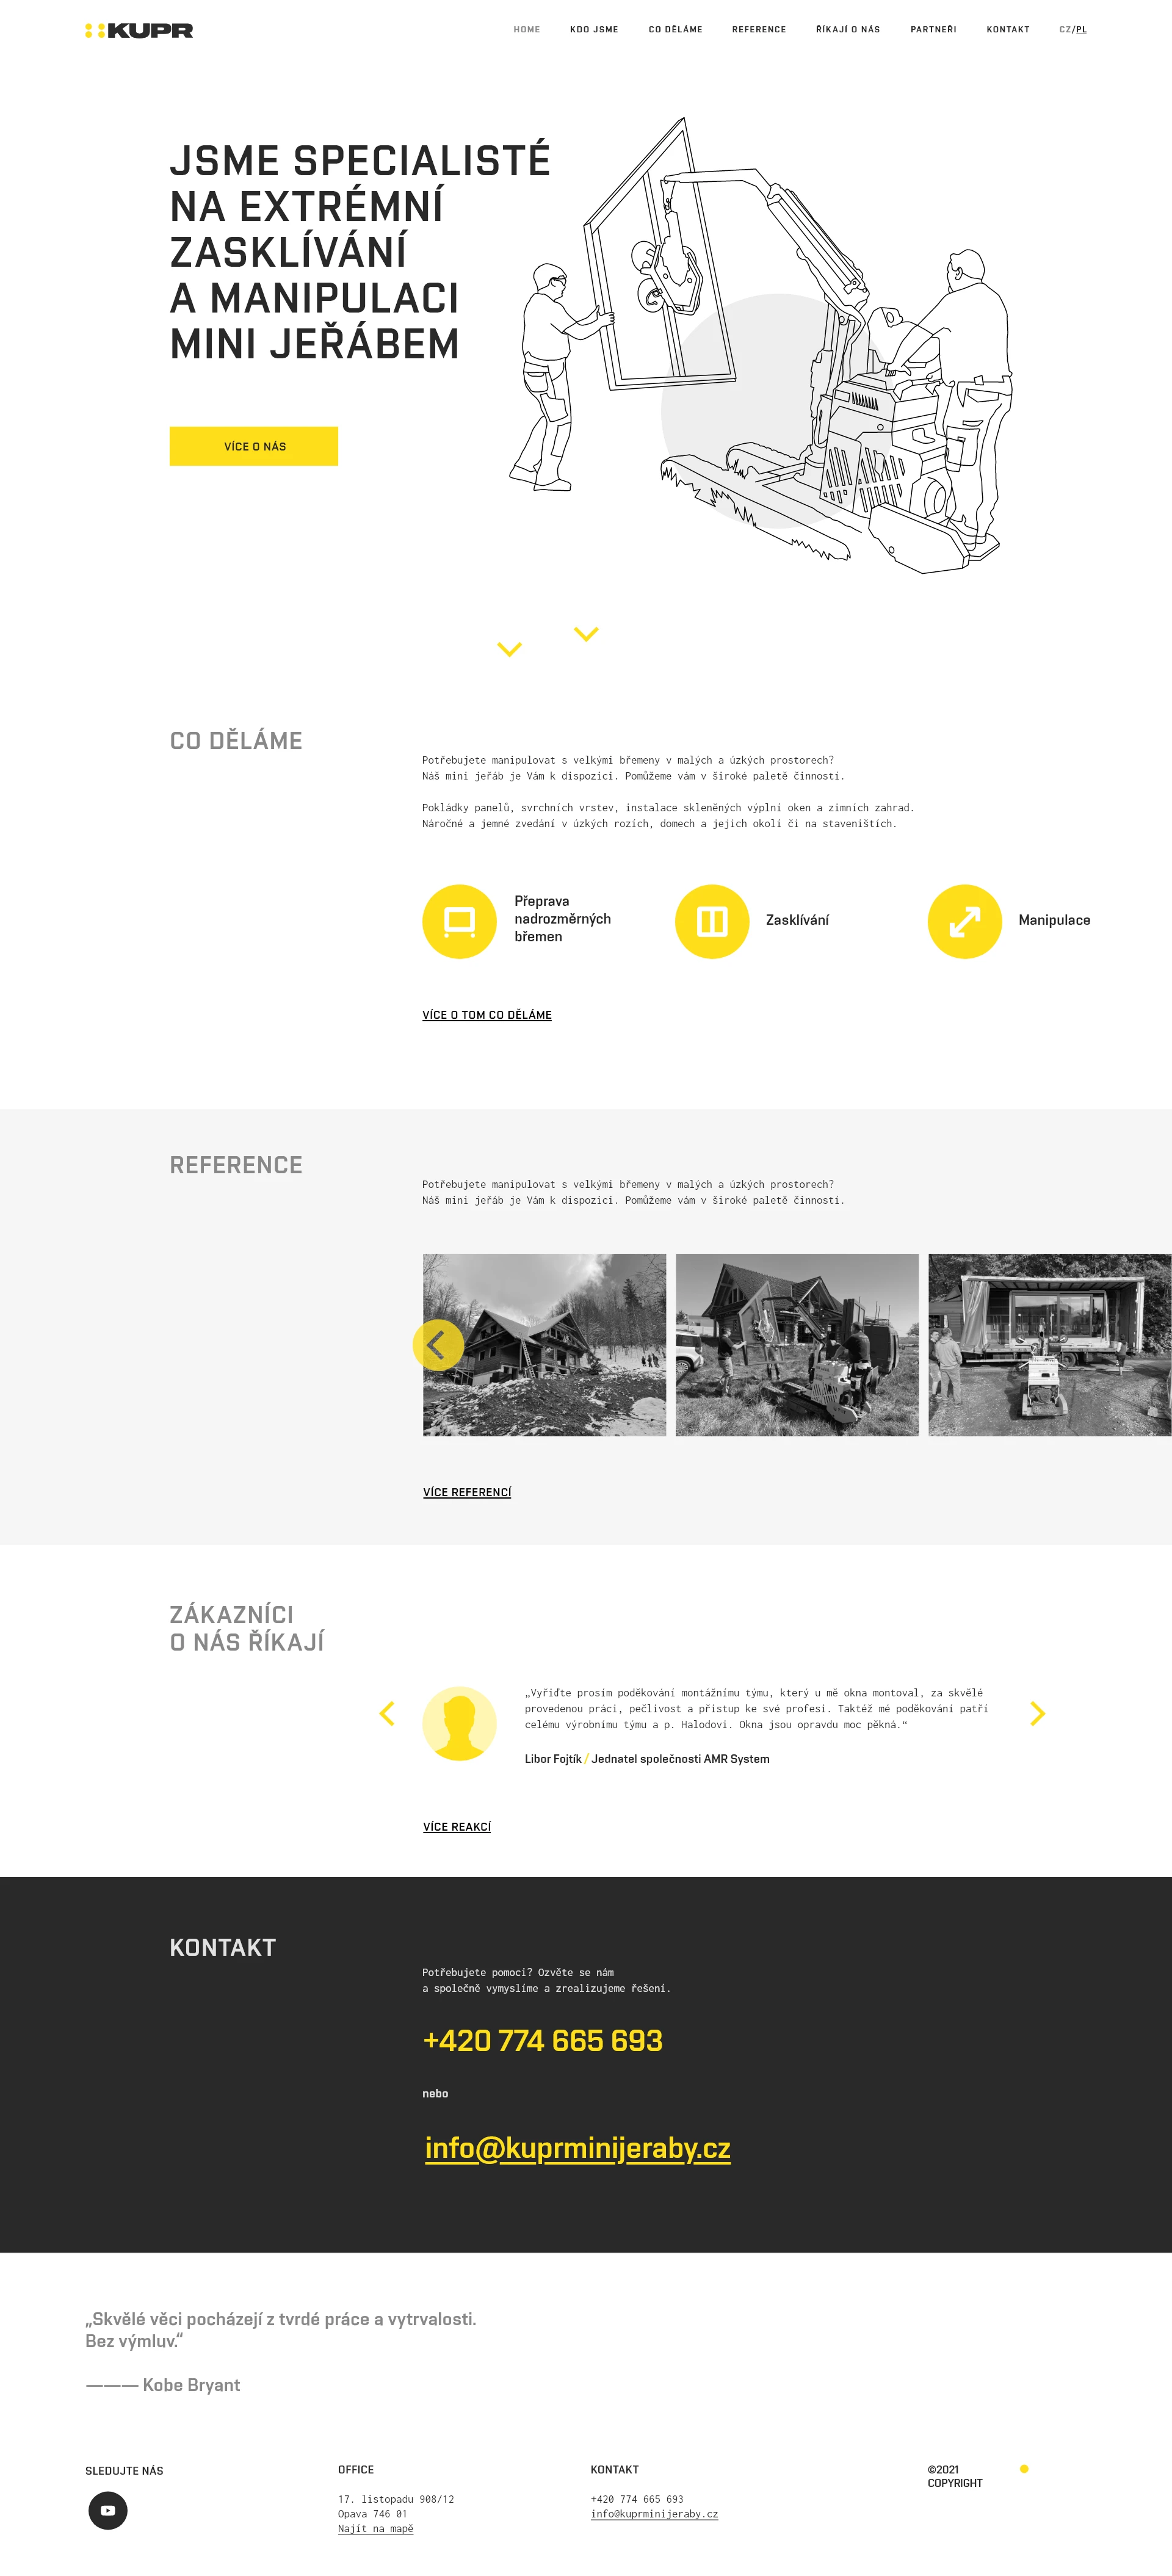 KUPR
HOME
KDO JSME
CO DĚLÁME
REFERENCE
ŘÍKAJÍ O NÁS
PARTNEŘI
KONTAKT
CZ/PL
JSME SPECIALISTÉ
NA EXTRÉMNÍ
ZASKLÍVÁNÍ
A MANIPULACI
MINI JEŘÁBEM
VÍCE O NÁS
CO DĚLÁME
Potřebujete manipulovat s velkými břemeny v malých a úzkých prostorech?
Náš mini jeřáb je Vám k dispozici. Pomůžeme vám v široké paletě činností.
Pokládky panelů, svrchních vrstev, instalace skleněných výplní oken a zimních zahrad.
Náročné a jemné zvedání v úzkých rozích, domech a jejich okolí či na staveništích.
Přeprava
nadrozměrných
břemen
Zasklívání
Manipulace
VÍCE O TOM CO DĚLÁME
REFERENCE
Potřebujete manipulovat s velkými břemeny v malých a úzkých prostorech?
Náš mini jeřáb je Vám k dispozici. Pomůžeme vám v široké paletě činností.
VÍCE REFERENCÍ
ZÁKAZNÍCI
O NÁS ŘÍKAJÍ
„Vyřiďte prosím poděkování montážnímu týmu, který u mě okna montoval, za skvělé
provedenou práci, pečlivost a přístup ke své profesi. Taktéž mé poděkování patří
celému výrobnímu týmu a p. Halodovi. Okna jsou opravdu moc pěkná.“
Libor Fojtík / Jednatel společnosti AMR System
VÍCE REAKCÍ
KONTAKT
Potřebujete pomoci? Ozvěte se nám
a společně vymyslíme a zrealizujeme řešení.
+420 774 665 693
nebo
info@kuprminijeraby.cz
„Skvělé věci pocházejí z tvrdé práce a vytrvalosti.
Bez výmluv.“
——— Kobe Bryant
SLEDUJTE NÁS
OFFICE
17. listopadu 908/12
Opava 746 01
Najít na mapě
KONTAKT
+420 774 665 693
info@kuprminijeraby.cz
©2021
COPYRIGHT